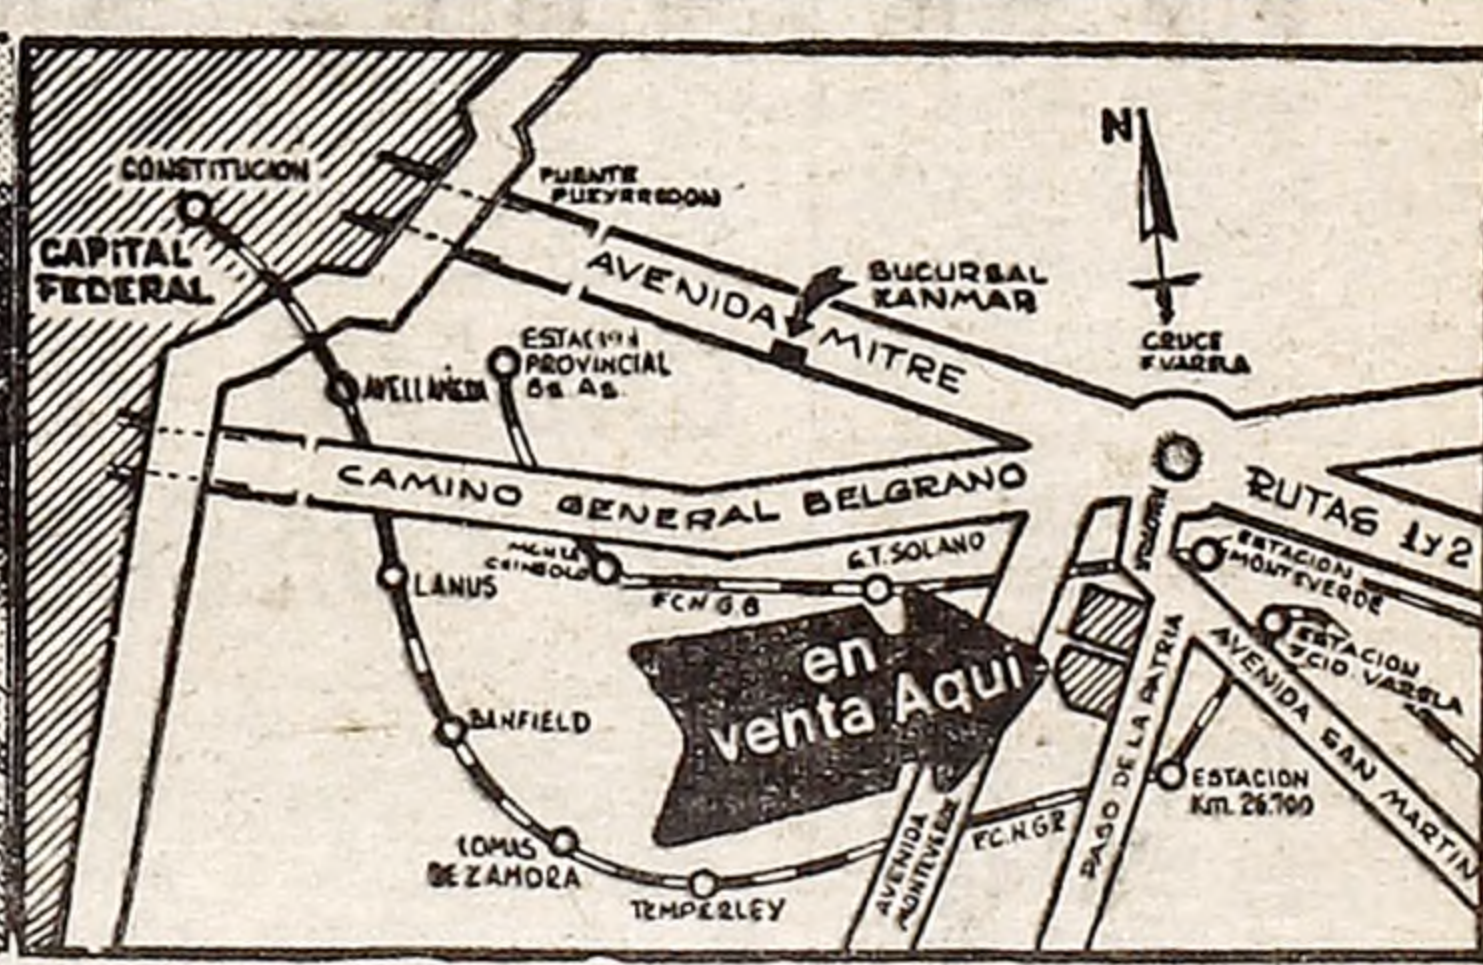 N
CONSTITUCION
CAPITAL
FEDERAL
PUENTE
PUEYRREDON
AVENIDA MITRE
SUCURSAL
KANMAR
CRUCE
F. VARELA
ESTACION
PROVINCIAL
Bs. As.
AVELLANEDA
CAMINO GENERAL BELGRANO
RUTAS 1 y 2
LANUS
F.C.N.G.B
G.T. SOLANO
ESTACION
MONTEVERDE
ESTACION
VARELA
en
venta Aqui
BANFIELD
LOMAS
DE ZAMORA
TEMPERLEY
AVENIDA
MONTEVERDE
F.C.N.G.R
PASO DE LA PATRIA
AVENIDA SAN MARTIN
ESTACION
Km. 26.700